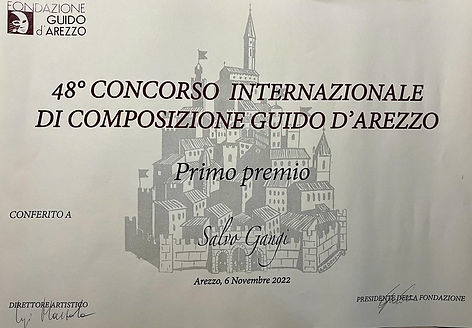 FONDAZIONE
GUIDO
d'AREZZO
48° CONCORSO INTERNAZIONALE
DI COMPOSIZIONE GUIDO D'AREZZO
Primo premio
CONFERITO A
Salvo Gangi
Arezzo, 6 Novembre 2022
DIRETTORE ARTISTICO
PRESIDENTE DELLA FONDAZIONE